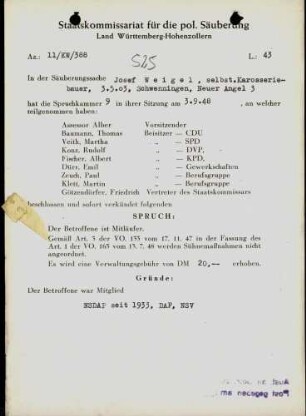 Staatskommissariat für die pol. Säuberung
Land Württemberg-Hohenzollern
Az.: 11/KW/366 L.: 43
525
In der Säuberungssache Josef Weigel, selbst.Karosserie-
bauer, 3.5.03, Schwenningen, Neuer Angel 3
hat die Spruchkammer 9 in ihrer Sitzung am 3.9.48, an welcher
teilgenommen haben:
Assessor Alber Vorsitzender
Baumann, Thomas Beisitzer — CDU
Veith, Martha „ — SPD
Konz, Rudolf „ — DVP,
Fischer, Albert „ — KPD,
Otter, Emil „ — Gewerkschaften
Zeuch, Paul „ — Berufsgruppe
Klett, Martin „ — Berufsgruppe
Götzendörfer, Friedrich Vertreter des Staatskommissars
beschlossen und sofort verkündet folgenden
SPRUCH:
Der Betroffene ist Mitläufer.
Gemäß Art. 3 der VO. 133 vom 17. 11. 47 in der Fassung des
Art. 1 der VO. 165 vom 13. 7. 48 werden Sühnemaßnahmen nicht
angeordnet.
Es wird eine Verwaltungsgebühr von DM 20,— erhoben.
Gründe:
Der Betroffene war Mitglied
NSDAP seit 1933, DAF, NSV